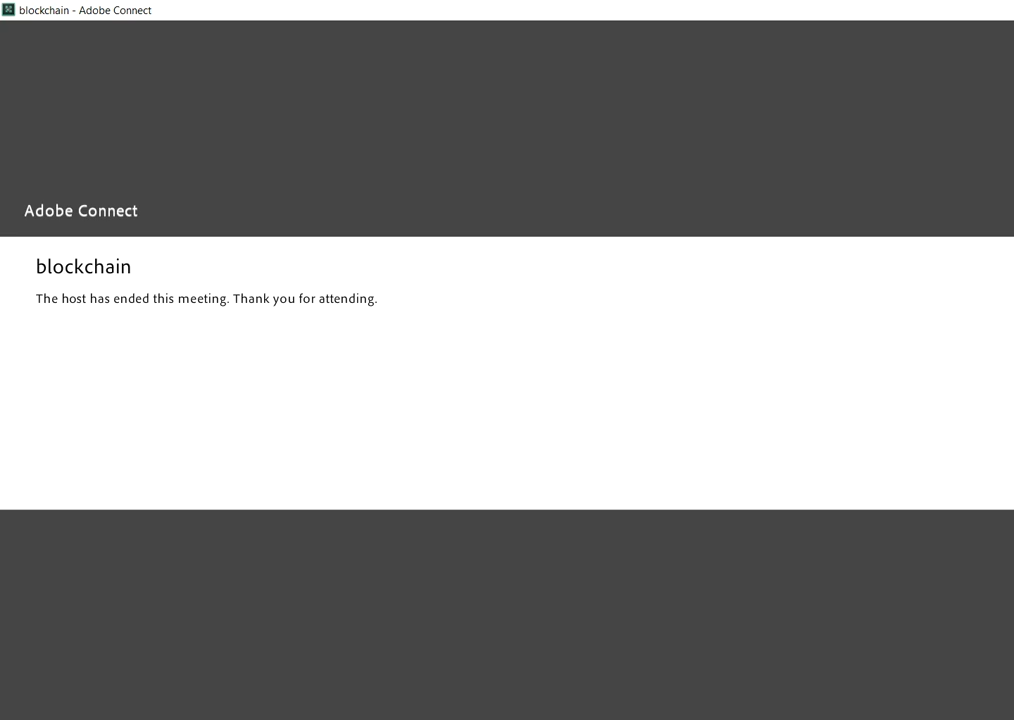 blockchain - Adobe Connect
Adobe Connect
blockchain
The host has ended this meeting. Thank you for attending.